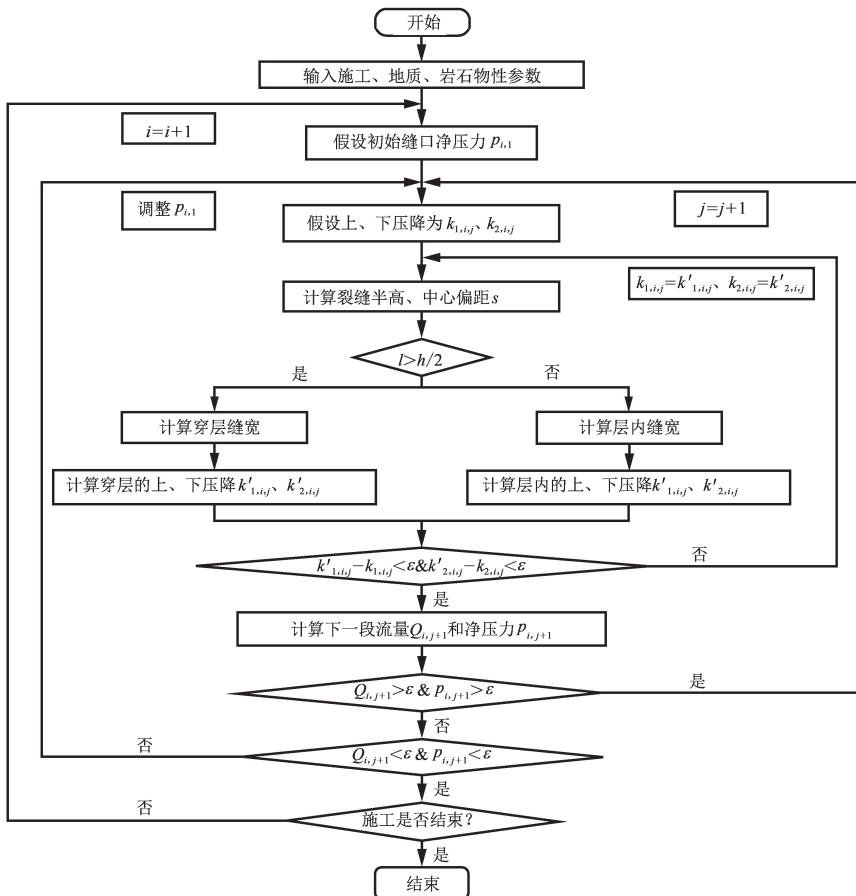 开始
输入施工、地质、岩石物性参数
i=i+1
假设初始缝口净压力 p_{i,1}
调整 p_{i,1}
j=j+1
假设上、下压降为 k_{1,i,j}、k_{2,i,j}
k_{1,i,j}=k'_{1,i,j}、k_{2,i,j}=k'_{2,i,j}
计算裂缝半高、中心偏距 s
l>h/2
是
否
计算穿层缝宽
计算层内缝宽
计算穿层的上、下压降 k'_{1,i,j}、k'_{2,i,j}
计算层内的上、下压降 k'_{1,i,j}、k'_{2,i,j}
k'_{1,i,j}-k_{1,i,j}<ε&k'_{2,i,j}-k_{2,i,j}<ε
否
是
计算下一段流量Q_{i,j+1}和净压力 p_{i,j+1}
Q_{i,j+1}>ε & p_{i,j+1}>ε
是
否
Q_{i,j+1}<ε & p_{i,j+1}<ε
否
是
施工是否结束？
否
是
结束